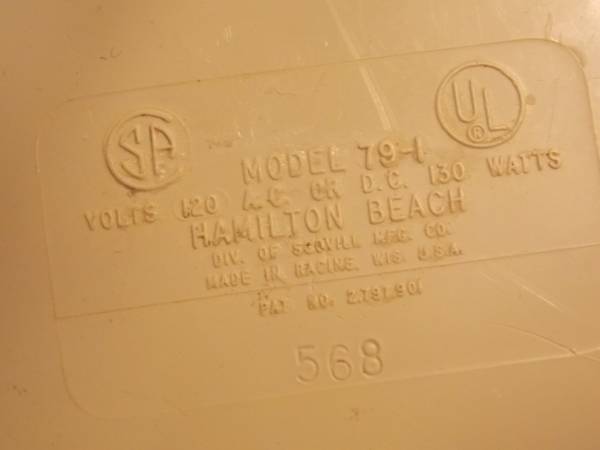 SA UL ®
MODEL 79-1
VOLTS 120 A.C. OR D.C. 130 WATTS
HAMILTON BEACH
DIV. OF SCOVILL MFG. CO.
MADE IN RACINE, WIS. U.S.A.
PAT NO. 2.797.901
568